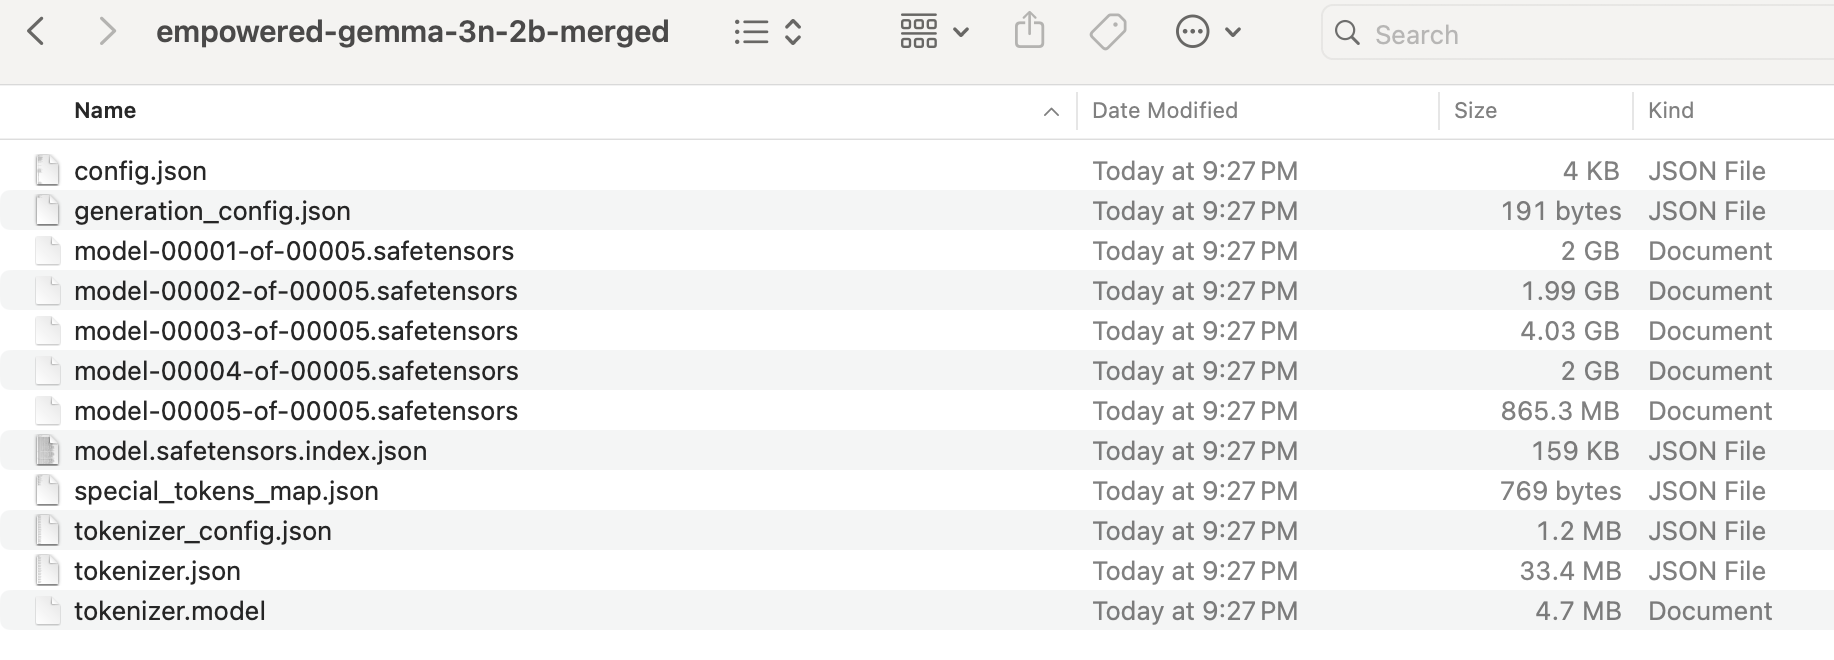 empowered-gemma-3n-2b-merged Search
Name Date Modified Size Kind
config.json Today at 9:27 PM 4 KB JSON File
generation_config.json Today at 9:27 PM 191 bytes JSON File
model-00001-of-00005.safetensors Today at 9:27 PM 2 GB Document
model-00002-of-00005.safetensors Today at 9:27 PM 1.99 GB Document
model-00003-of-00005.safetensors Today at 9:27 PM 4.03 GB Document
model-00004-of-00005.safetensors Today at 9:27 PM 2 GB Document
model-00005-of-00005.safetensors Today at 9:27 PM 865.3 MB Document
model.safetensors.index.json Today at 9:27 PM 159 KB JSON File
special_tokens_map.json Today at 9:27 PM 769 bytes JSON File
tokenizer_config.json Today at 9:27 PM 1.2 MB JSON File
tokenizer.json Today at 9:27 PM 33.4 MB JSON File
tokenizer.model Today at 9:27 PM 4.7 MB Document